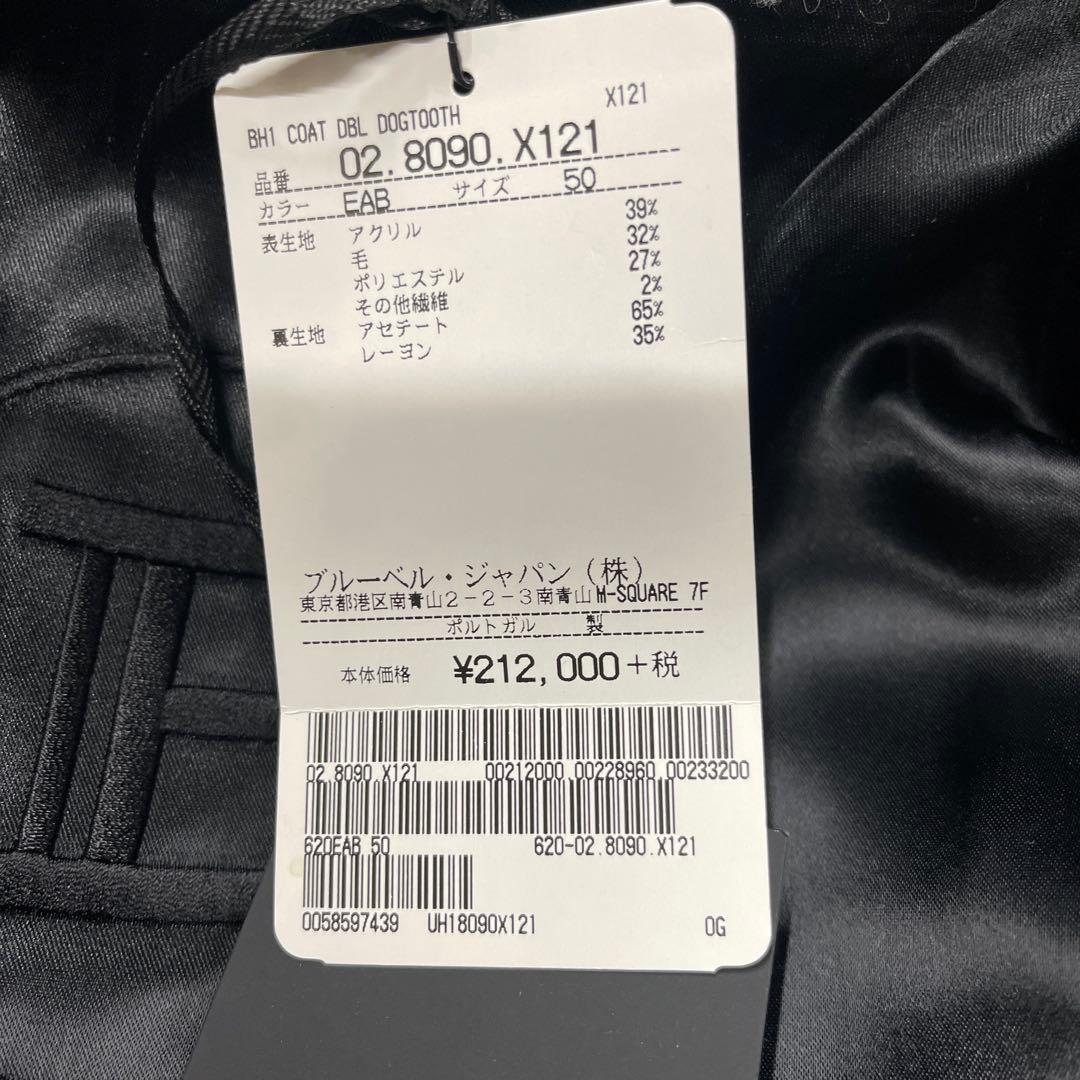 BH1 COAT DBL DOGTOOTH X121
品番 02.8090.X121
カラー EAB サイズ 50
表生地 アクリル 39%
毛 32%
ポリエステル 27%
その他繊維 2%
裏生地 アセテート 65%
レーヨン 35%
ブルーベル・ジャパン(株)
東京都港区南青山2-2-3南青山M-SQUARE 7F
ポルトガル 製
本体価格 ¥212,000+税
02.8090.X121 00212000.00228960.00233200
620EAB 50 620-02.8090.X121
0058597439 UH18090X121 OG